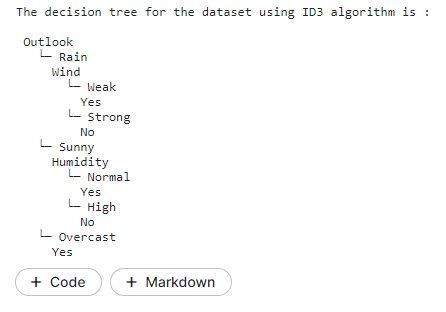 The decision tree for the dataset using ID3 algorithm is :
Outlook
└─ Rain
Wind
└─ Weak
Yes
└─ Strong
No
└─ Sunny
Humidity
└─ Normal
Yes
└─ High
No
└─ Overcast
Yes
+ Code
+ Markdown